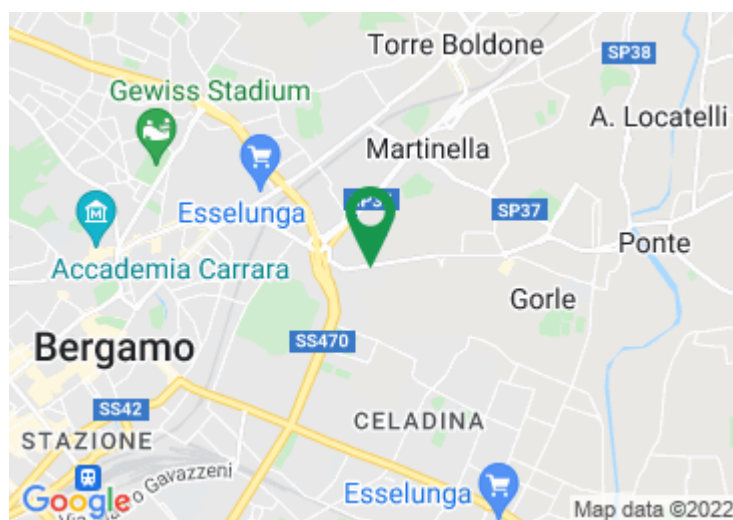 Torre Boldone
SP38
Gewiss Stadium
A. Locatelli
Martinella
Esselunga
SP37
Ponte
Accademia Carrara
Gorle
Bergamo
SS470
SS42
CELADINA
STAZIONE
Gavazzeni
Google
Esselunga
Map data ©2022